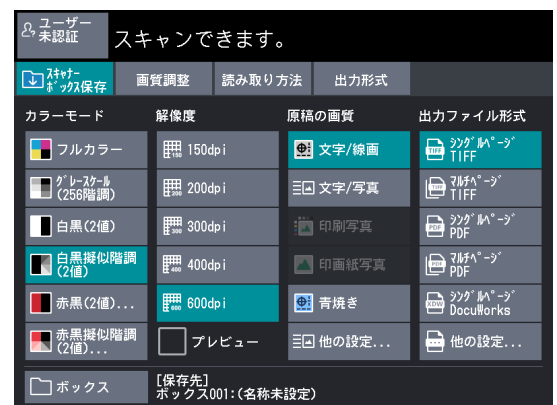 ユーザー
未認証
スキャンできます。
ｽｷｬﾅｰ
ﾎﾞｯｸｽ保存
画質調整
読み取り方法
出力形式
カラーモード
解像度
原稿の画質
出力ファイル形式
フルカラー
150dpi
文字/線画
ｼﾝｸﾞﾙﾍﾟｰｼﾞ
TIFF
ｸﾞﾚｰｽｹｰﾙ
(256階調)
200dpi
文字/写真
ﾏﾙﾁﾍﾟｰｼﾞ
TIFF
白黒(2値)
300dpi
印刷写真
ｼﾝｸﾞﾙﾍﾟｰｼﾞ
PDF
白黒擬似階調
(2値)
400dpi
印画紙写真
ﾏﾙﾁﾍﾟｰｼﾞ
PDF
赤黒(2値)...
600dpi
青焼き
ｼﾝｸﾞﾙﾍﾟｰｼﾞ
DocuWorks
赤黒擬似階調
(2値)...
プレビュー
他の設定...
他の設定...
ボックス
[保存先]
ボックス001:(名称未設定)